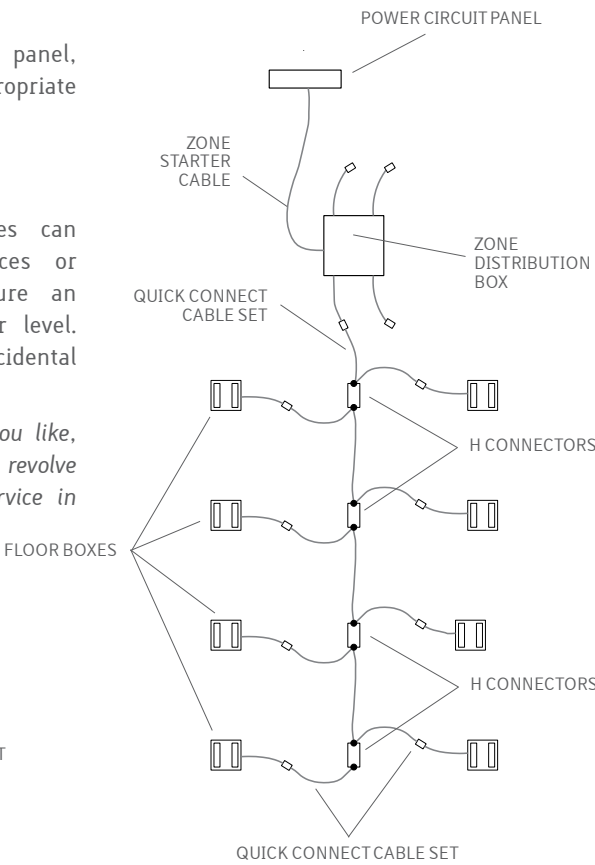 panel,
ropriate
es can
ces or
ure an
r level.
cidental
ou like,
revolve
rvice in
T
POWER CIRCUIT PANEL
ZONE
STARTER
CABLE
ZONE
DISTRIBUTION
BOX
QUICK CONNECT
CABLE SET
H CONNECTORS
FLOOR BOXES
H CONNECTORS
QUICK CONNECT CABLE SET